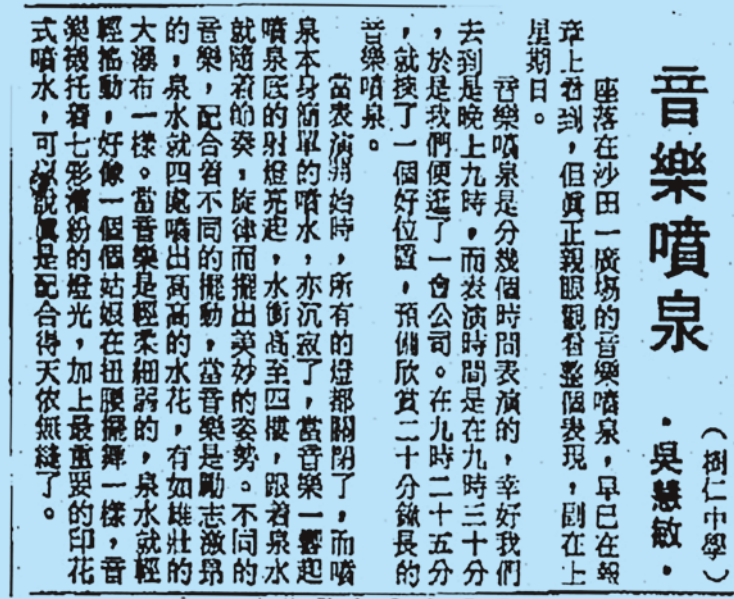 音樂噴泉
(樹仁中學)
·吳慧敏·
座落在沙田一廣場的音樂噴泉,早已在報
章上看到,但眞正親眼觀看整個表現,則在上
星期日。
音樂噴泉是分幾個時間表演的,幸好我們
去到是晚上九時,而表演時間是在九時三十分
,於是我們便逛了一會公司。在九時二十五分
,就揀了一個好位置,預備欣賞二十分鐘長的
音樂噴泉。
當表演開始時,所有的燈都關閉了,而噴
泉本身簡單的噴水,亦沉寂了,當音樂一響起
噴泉底的射燈亮起,水衝高至四樓,跟着泉水
就隨着節奏,旋律而擺出美妙的姿勢。不同的
音樂,配合着不同的擺動,當音樂是勵志激昂
的,泉水就四處噴出高高的水花,有如雄壯的
大瀑布一樣。當音樂是輕柔細弱的,泉水就輕
輕搖動,好像一個個姑娘在扭腰擺舞一樣,音
樂襯托着七彩繽紛的燈光,加上最重要的印花
式噴水,可以說眞是配合得天依無縫了。